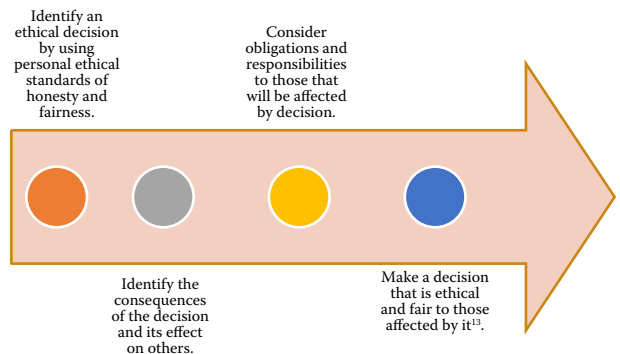 Identify an
ethical decision
by using
personal ethical
standards of
honesty and
fairness.
Identify the
consequences
of the decision
and its effect
on others.
Consider
obligations and
responsibilities
to those that
will be affected
by decision.
Make a decision
that is ethical
and fair to those
affected by it¹³.